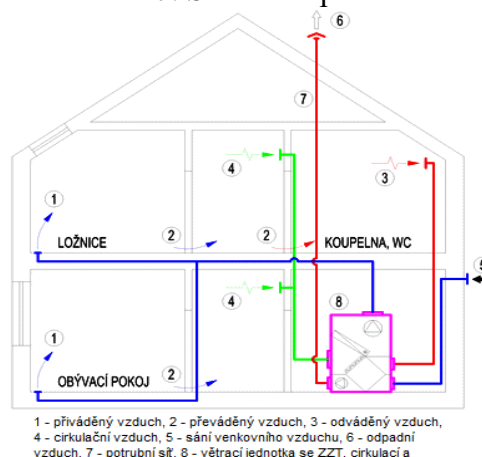 6
7
4
3
1
5
LOŽNICE
2
2
KOUPELNA, WC
4
8
1
OBÝVACÍ POKOJ
2
1 - přiváděný vzduch, 2 - převáděný vzduch, 3 - odváděný vzduch,
4 - cirkulační vzduch, 5 - sání venkovního vzduchu, 6 - odpadní
vzduch, 7 - potrubní síť, 8 - větrací jednotka se ZZT, cirkulací a